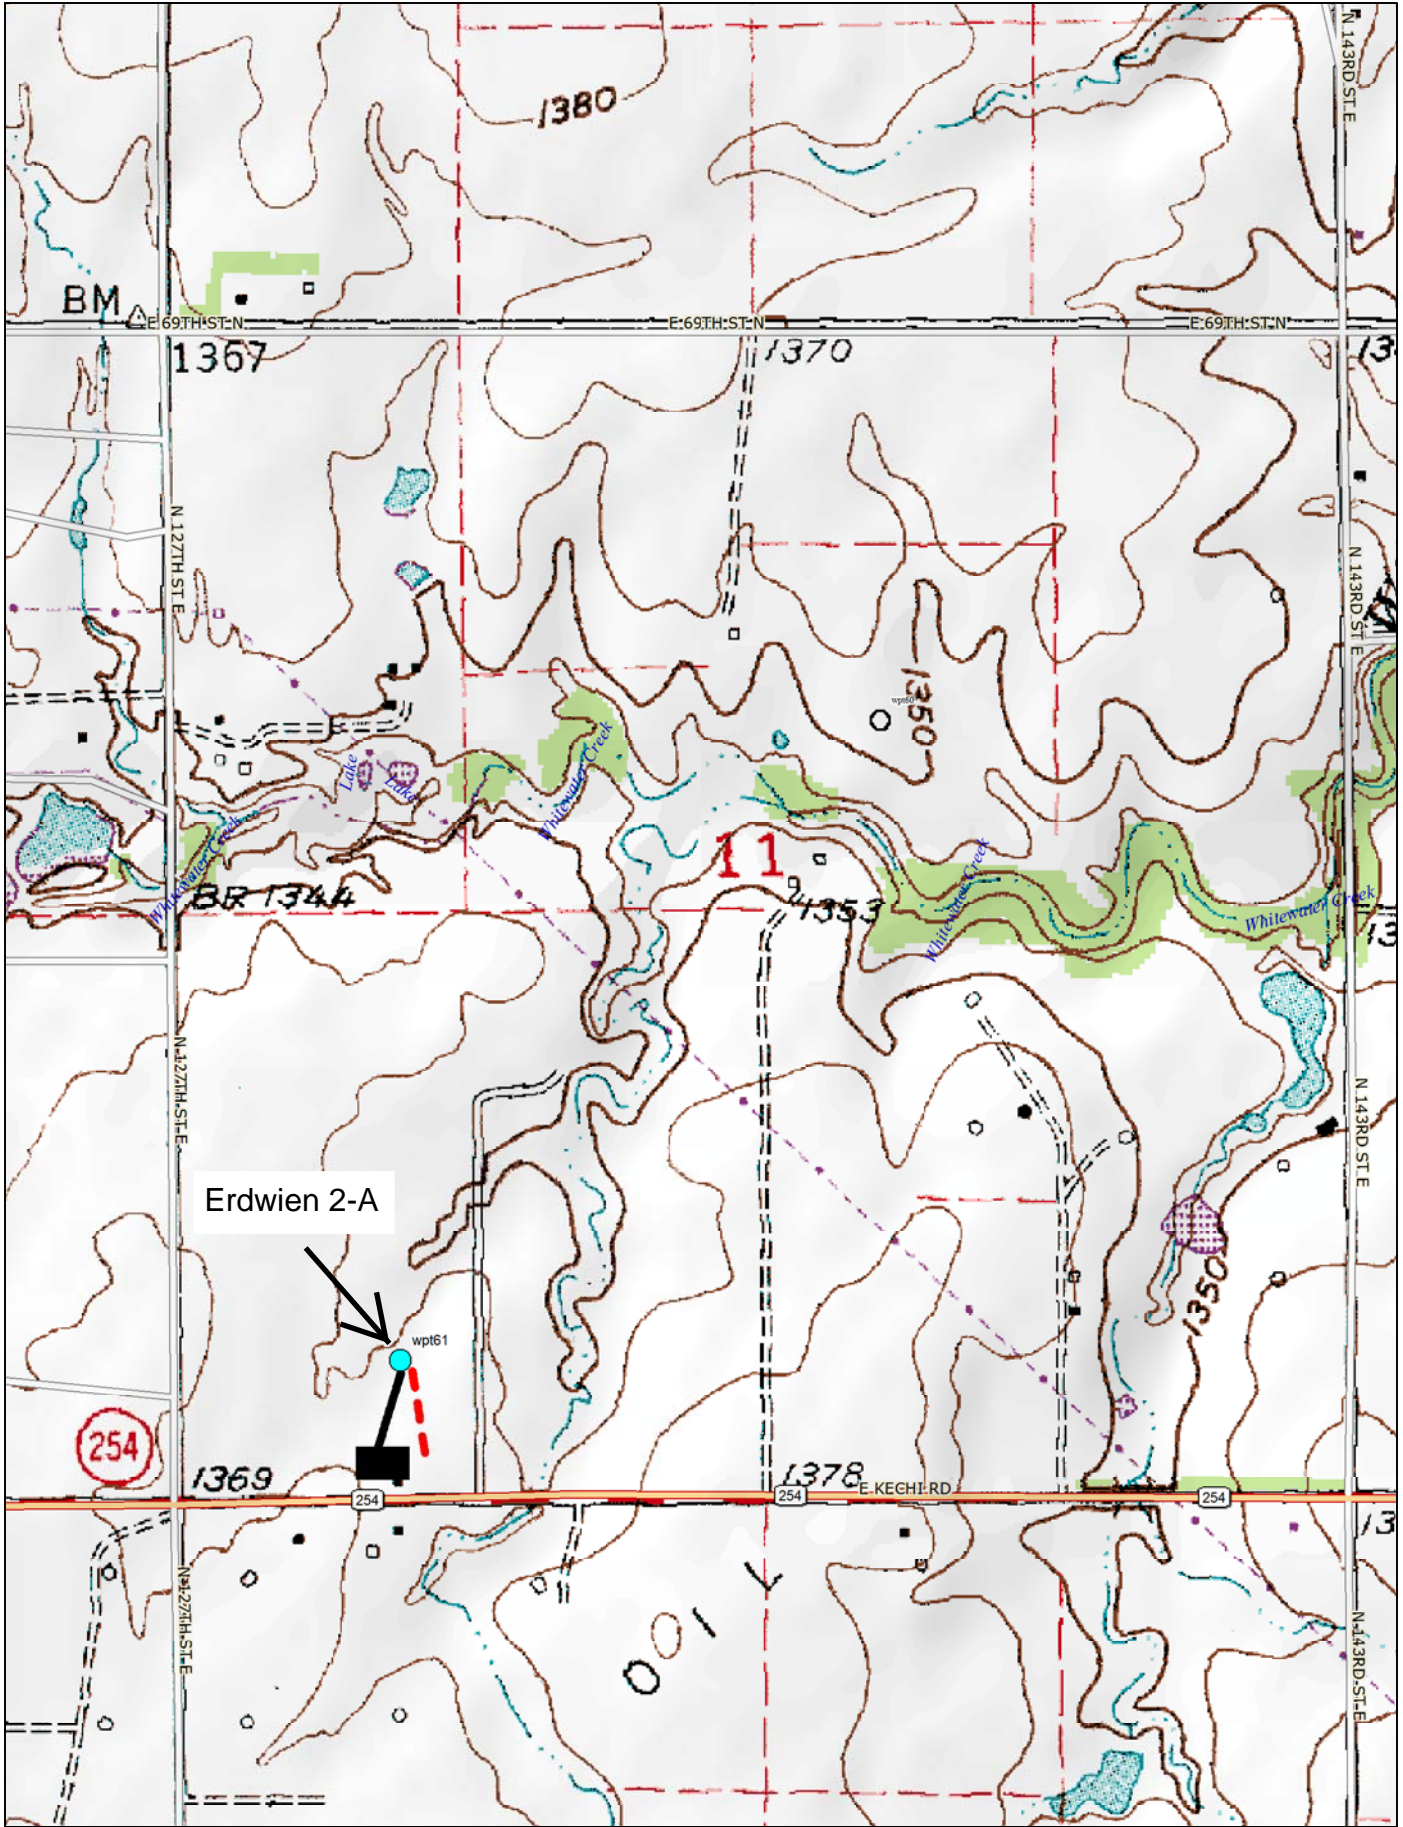 N 143RD ST E
1380
BM
E 69TH ST N
E 69TH ST N
E 69TH ST N
1367
1370
N 127TH ST E
N 143RD ST E
wpt60
1350
Lake
Lake
Whitewater Creek
Whitewater Creek
11
Whitewater Creek
Whitewater Creek
BR 1344
1353
N 127TH ST E
N 143RD ST E
Erdwien 2-A
wpt61
1350
254
1369
1378
E KECHI RD
254
254
254
N 127TH ST E
N 143RD ST E